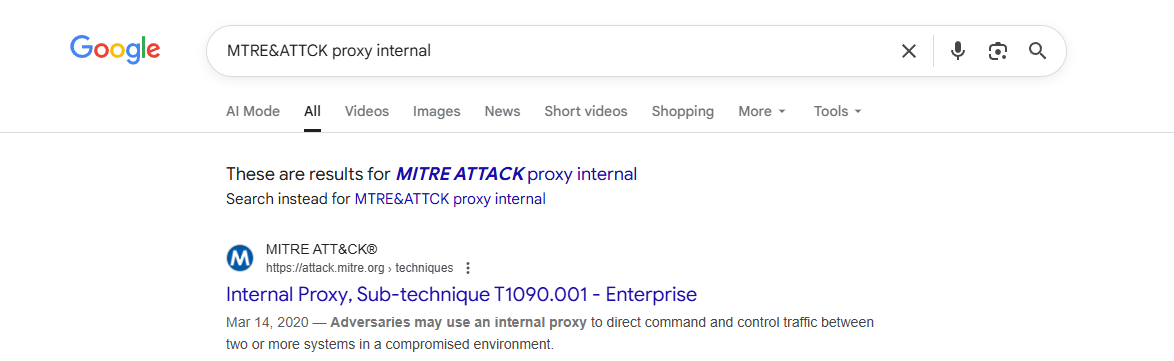 Google
MTRE&ATTCK proxy internal
AI Mode All Videos Images News Short videos Shopping More Tools
These are results for MITRE ATTACK proxy internal
Search instead for MTRE&ATTCK proxy internal
M
MITRE ATT&CK®
https://attack.mitre.org › techniques
Internal Proxy, Sub-technique T1090.001 - Enterprise
Mar 14, 2020 — Adversaries may use an internal proxy to direct command and control traffic between
two or more systems in a compromised environment.